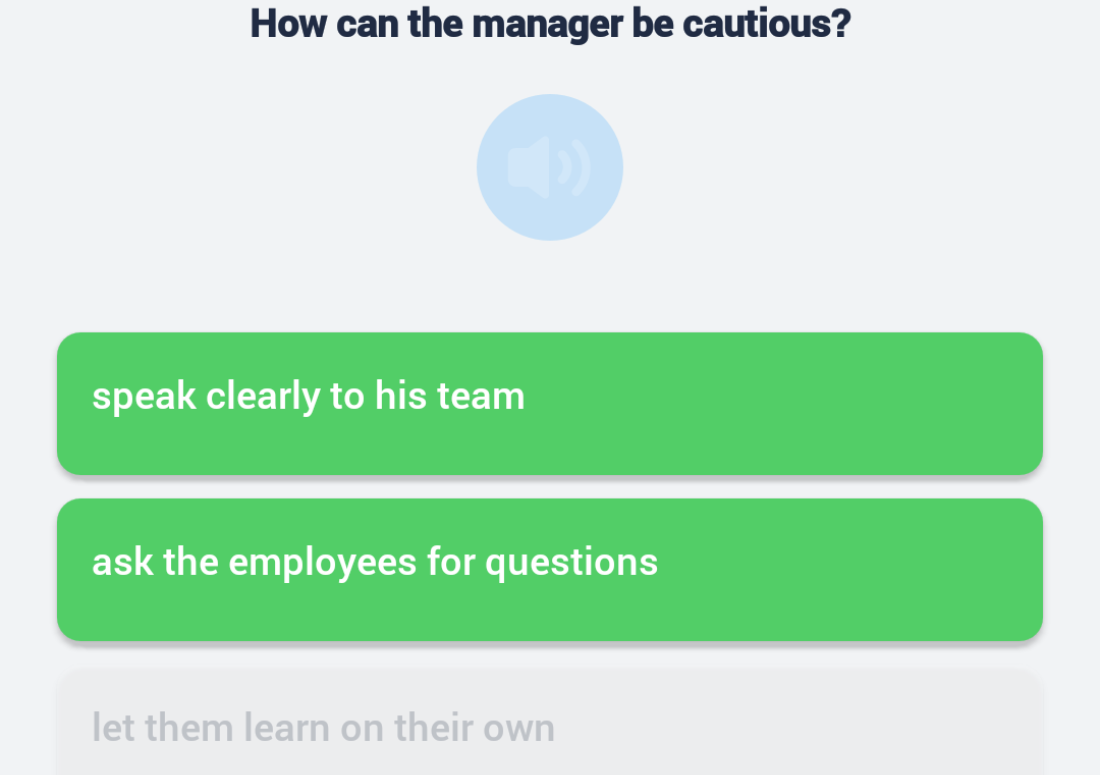 How can the manager be cautious?
speak clearly to his team
ask the employees for questions
let them learn on their own